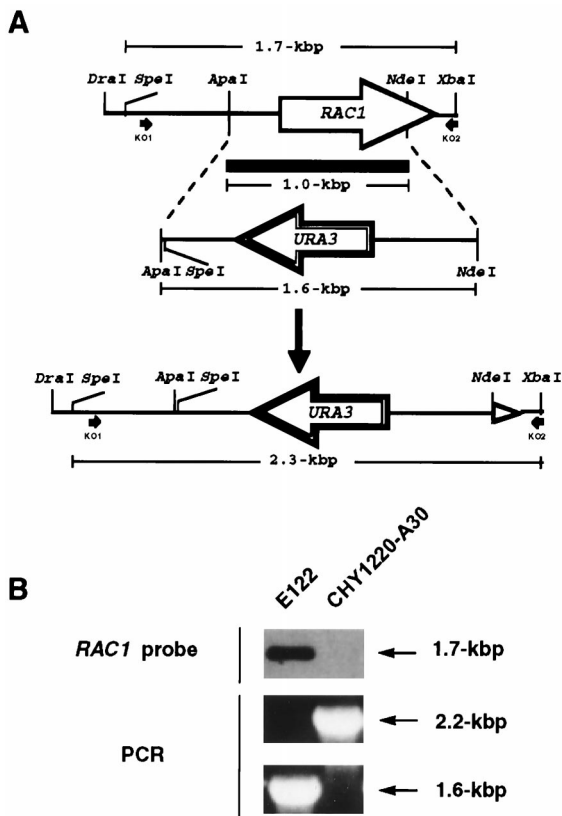 A
1.7-kbp
DraI SpeI ApaI NdeI XbaI
RAC1
KO1 KO2
1.0-kbp
URA3
ApaI SpeI NdeI
1.6-kbp
DraI SpeI ApaI SpeI NdeI XbaI
URA3
KO1 KO2
2.3-kbp
B
E122 CHY1220-A30
RAC1 probe 1.7-kbp
2.2-kbp
PCR
1.6-kbp